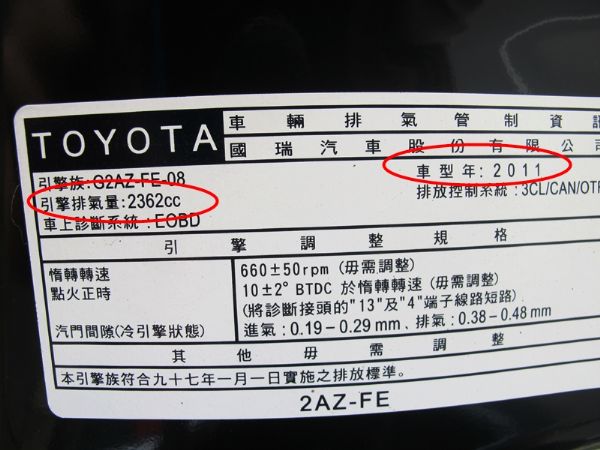 TOYOTA
車輛排氣管制資訊
國瑞汽車股份有限公司
引擎族:G2AZ-FE-08
車型年:2011
引擎排氣量:2362cc
排放控制系統:3CL/CAN/OTR
車上診斷系統:EOBD
引擎調整規格
惰轉轉速
660±50rpm (毋需調整)
點火正時
10±2° BTDC 於惰轉轉速 (毋需調整)
(將診斷接頭的"13"及"4"端子線路短路)
汽門間隙(冷引擎狀態)
進氣:0.19-0.29mm、排氣:0.38-0.48mm
其他毋需調整
本引擎族符合九十七年一月一日實施之排放標準。
2AZ-FE